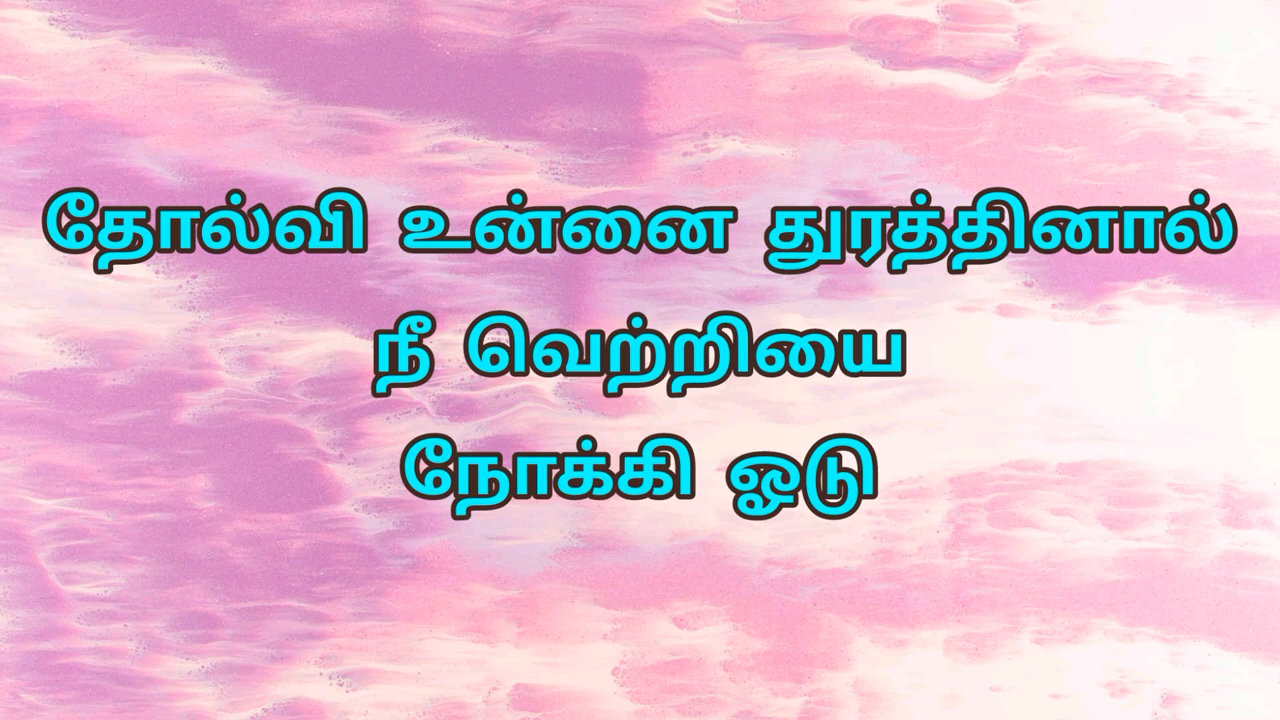 தோல்வி உன்னை துரத்தினால்
நீ வெற்றியை
நோக்கி ஓடு